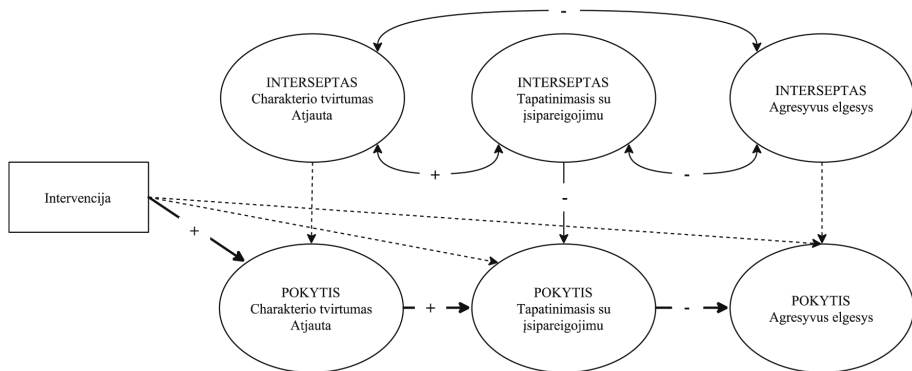 -
INTERSEPTAS
Charakterio tvirtumas
Atjauta
INTERSEPTAS
Tapatinimasis su
įsipareigojimu
INTERSEPTAS
Agresyvus elgesys
+
-
Intervencija
-
+
POKYTIS
Charakterio tvirtumas
Atjauta
+
POKYTIS
Tapatinimasis su
įsipareigojimu
-
POKYTIS
Agresyvus elgesys